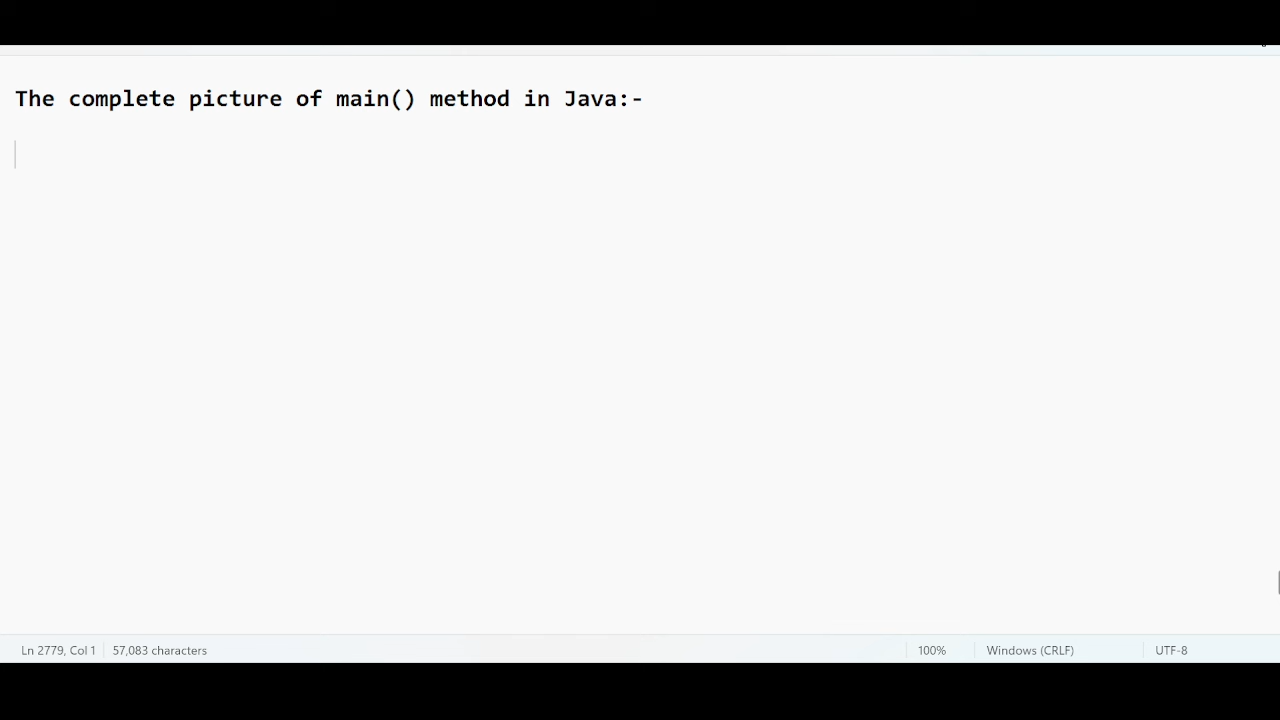 The complete picture of main() method in Java:-
Ln 2779, Col 1 57,083 characters 100% Windows (CRLF) UTF-8